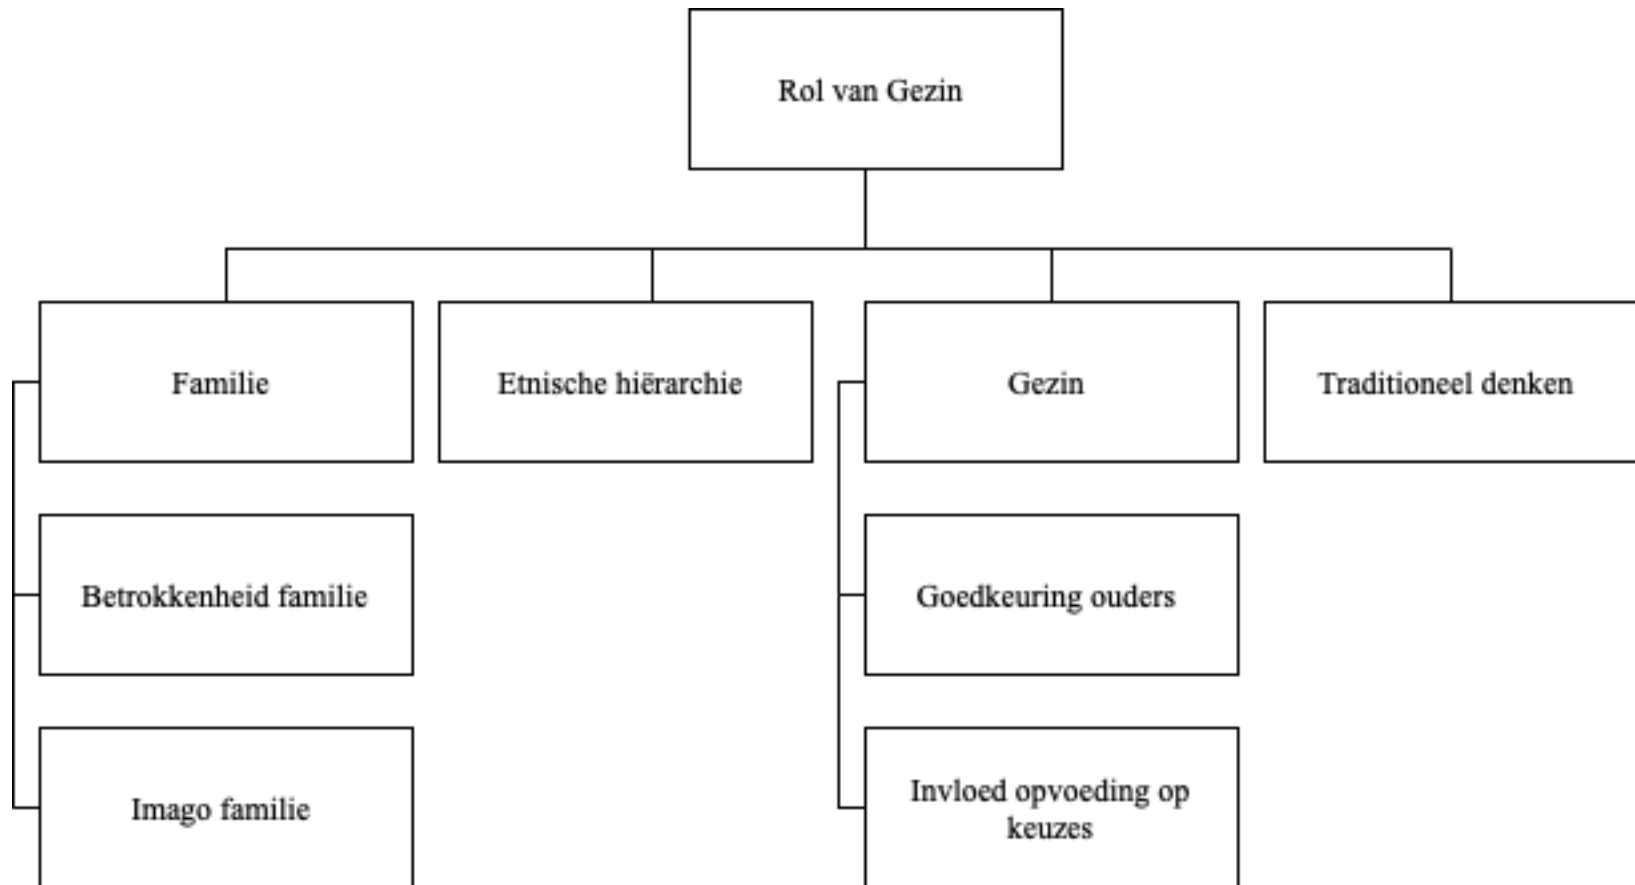 Rol van Gezin
Familie
Etnische hiërarchie
Gezin
Traditioneel denken
Betrokkenheid familie
Goedkeuring ouders
Imago familie
Invloed opvoeding op
keuzes